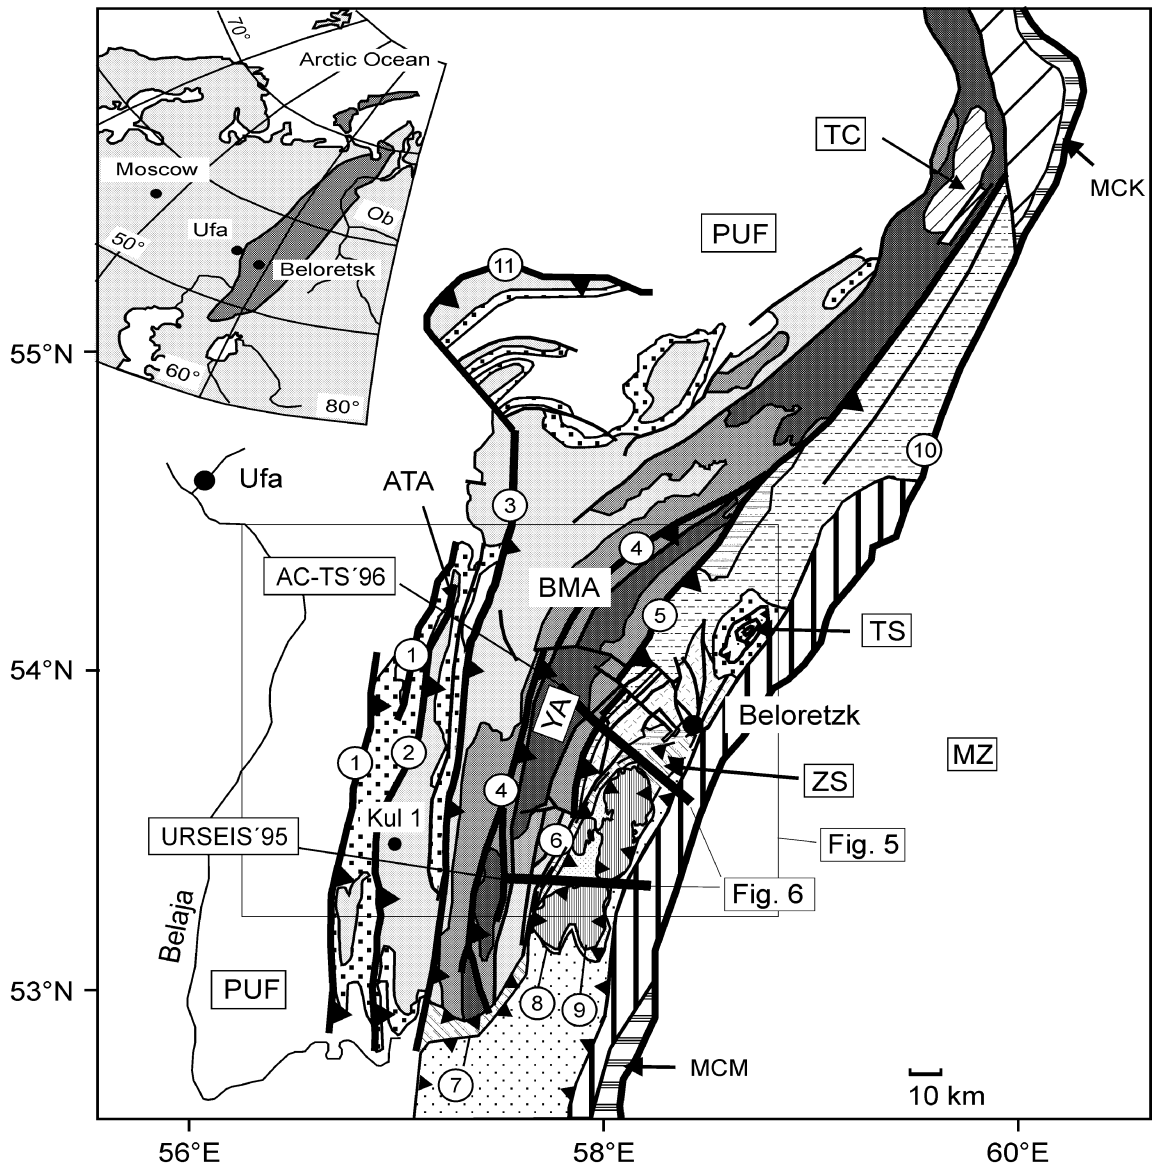 70°
Arctic Ocean
Moscow
Ob
Ufa
50°
Beloretsk
60°
80°
TC
MCK
PUF
11
55°N
10
Ufa
ATA
3
4
AC-TS´96
BMA
5
TS
1
54°N
YA
Beloretzk
2
1
MZ
ZS
4
Kul 1
URSEIS´95
6
Fig. 5
Fig. 6
Belaja
PUF
53°N
8
9
7
MCM
10 km
56°E
58°E
60°E